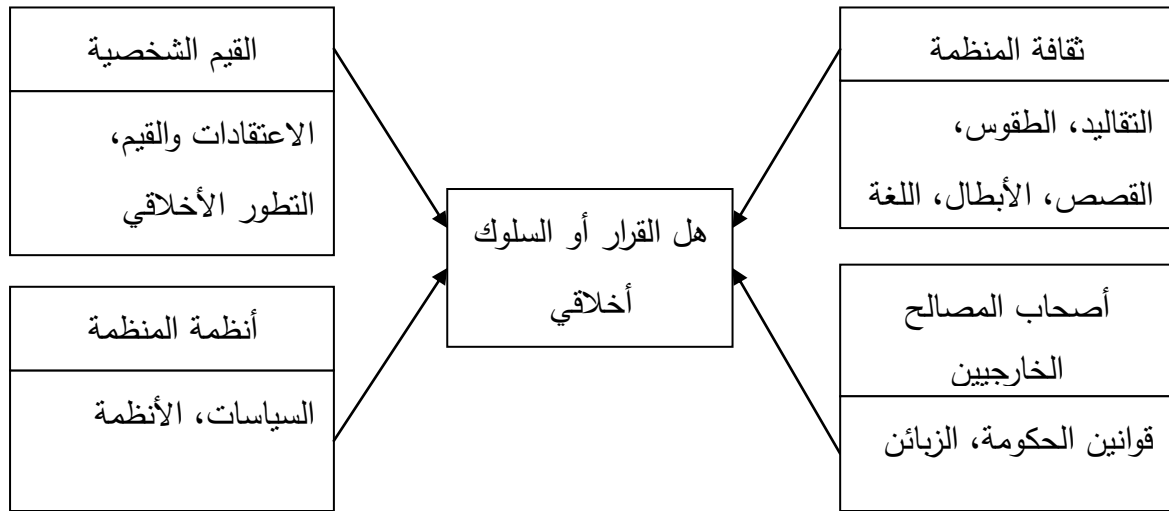 ثقافة المنظمة
التقاليد، الطقوس،
القصص، الأبطال، اللغة
القيم الشخصية
الاعتقادات والقيم،
التطور الأخلاقي
هل القرار أو السلوك
أخلاقي
أصحاب المصالح
الخارجيين
قوانين الحكومة، الزبائن
أنظمة المنظمة
السياسات، الأنظمة